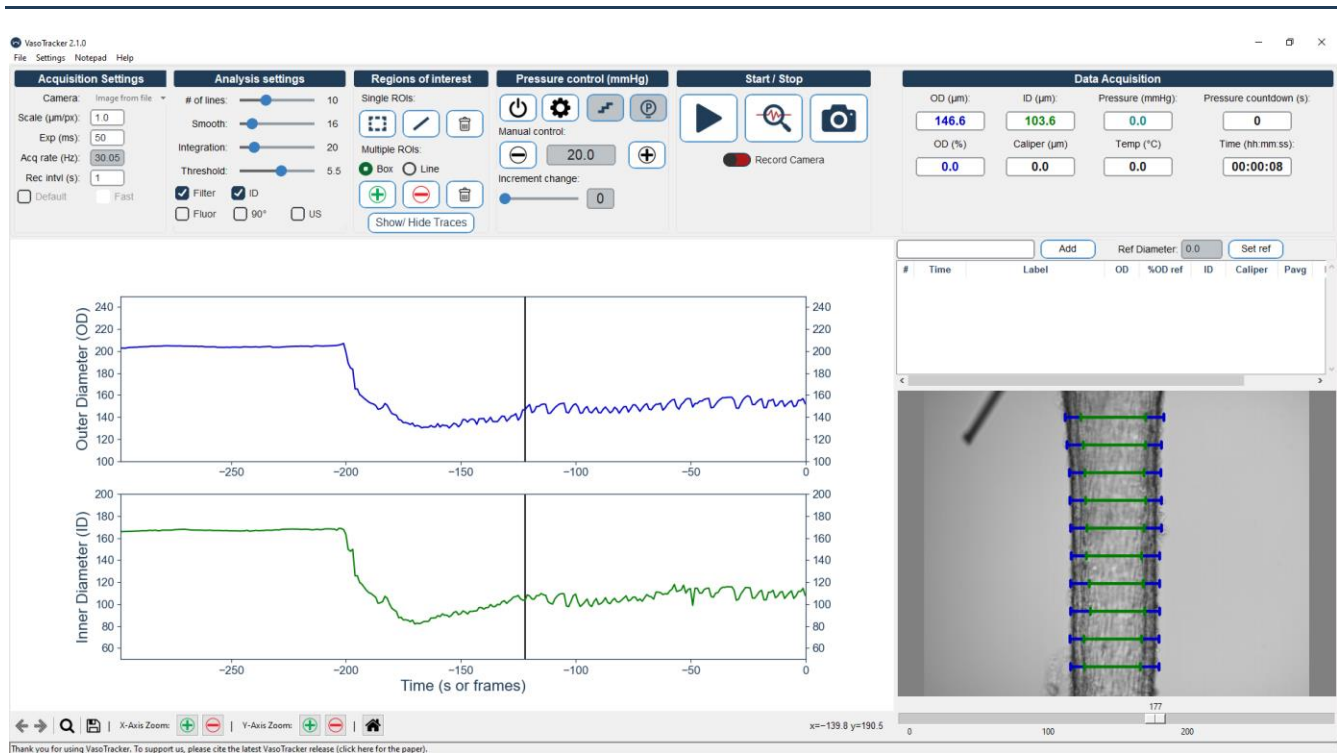 VasoTracker 2.1.0
File Settings Notepad Help
Acquisition Settings
Camera: Image from file
Scale (µm/px): 1.0
Exp (ms): 50
Acq rate (Hz): 30.05
Rec intvl (s): 1
Default Fast
Analysis settings
# of lines: 10
Smooth: 16
Integration: 20
Threshold: 5.5
Filter ID
Fluor 90° US
Regions of interest
Single ROIs:
Multiple ROIs:
Box Line
Show/ Hide Traces
Pressure control (mmHg)
Manual control:
20.0
Increment change:
0
Start / Stop
Record Camera
Data Acquisition
OD (µm): ID (µm): Pressure (mmHg): Pressure countdown (s):
146.6 103.6 0.0 0
OD (%) Caliper (µm) Temp (°C) Time (hh:mm:ss):
0.0 0.0 0.0 00:00:08
Add Ref Diameter: 0.0 Set ref
# Time Label OD %OD ref ID Caliper Pavg
Outer Diameter (OD)
240 240
220 220
200 200
180 180
160 160
140 140
120 120
100 100
−250 −200 −150 −100 −50 0
Inner Diameter (ID)
200 200
180 180
160 160
140 140
120 120
100 100
80 80
60 60
−250 −200 −150 −100 −50 0
Time (s or frames)
X-Axis Zoom: Y-Axis Zoom:
x=−139.8 y=190.5
177
0 100 200
Thank you for using VasoTracker. To support us, please cite the latest VasoTracker release (click here for the paper).